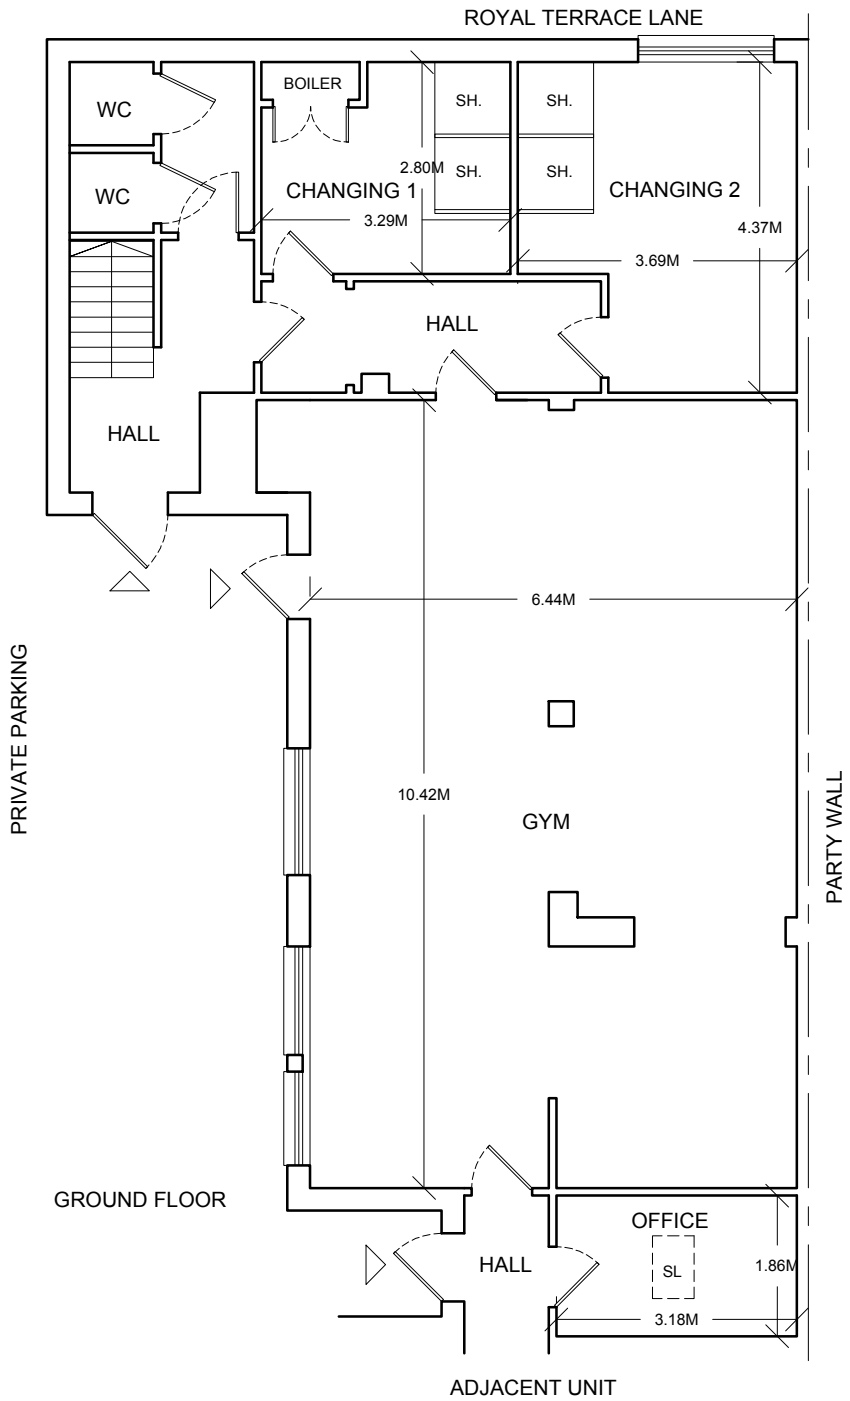 ROYAL TERRACE LANE
BOILER
WC
SH.
SH.
2.80M
SH.
SH.
WC
CHANGING 1
CHANGING 2
3.29M
4.37M
3.69M
HALL
HALL
6.44M
PRIVATE PARKING
10.42M
GYM
PARTY WALL
GROUND FLOOR
OFFICE
HALL
SL
1.86M
3.18M
ADJACENT UNIT